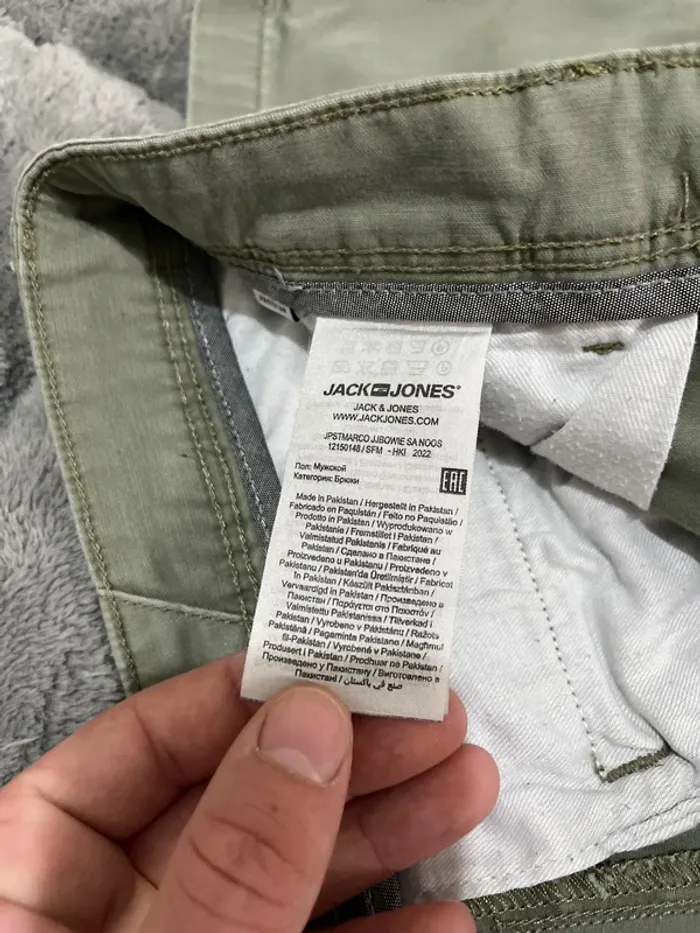 JACK JONES®
JACK & JONES
WWW.JACKJONES.COM
JPSTMARCO JJBOWIE SA NOOS
12150148 / SFM - HKI 2022
Пол: Мужской
Категория: Брюки
EAC
Made in Pakistan / Hergestellt in Pakistan /
Fabricado en Paquistán / Feito no Paquistão /
Prodotto in Pakistan / Wyprodukowano w
Pakistanie / Fremstillet i Pakistan /
Valmistatud Pakistanis / Fabriqué au
Pakistan / Сделано в Пакистане /
Proizvedeno u Pakistanu / Proizvedeno v
Pakistanu / Pakistan'da Üretilmiştir / Fabricat
în Pakistan / Készült Pakisztánban /
Vervaardigd in Pakistan / Произведено в
Пакистан / Παράγεται στο Πακιστάν /
Valmistettu Pakistanissa / Tillverkad i
Pakistan / Vyrobeno v Pákistánu / Ražots
Pakistānā / Pagaminta Pakistane / Magħmul
fil-Pakistan / Vyrobené v Pakistane /
Produsert i Pakistan / Prodhuar në Pakistan /
Произведено у Пакистану / Виготовлено в
Пакистані / صنع في باكستان